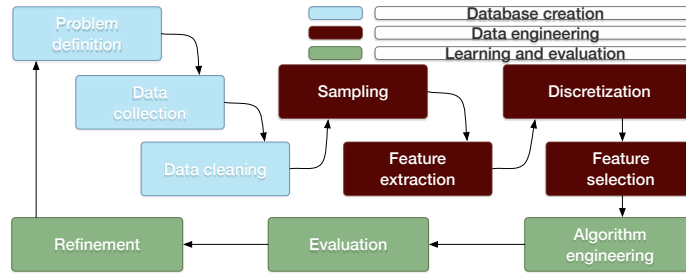 Problem
definition
Database creation
Data engineering
Learning and evaluation
Data
collection
Data cleaning
Sampling
Feature
extraction
Discretization
Feature
selection
Algorithm
engineering
Evaluation
Refinement